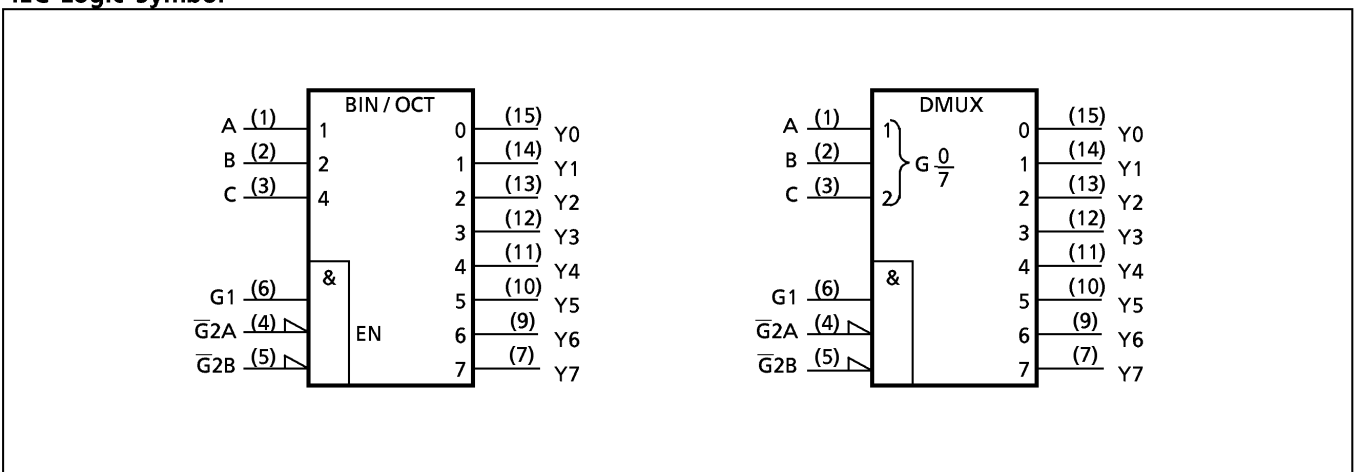 IEC Logic Symbol
BIN / OCT
A (1) 1 0 (15) Y0
B (2) 2 1 (14) Y1
C (3) 4 2 (13) Y2
3 (12) Y3
& 4 (11) Y4
G1 (6) 5 (10) Y5
G̅2A (4) EN 6 (9) Y6
G̅2B (5) 7 (7) Y7
DMUX
A (1) 1 0 (15) Y0
B (2) G 0/7 1 (14) Y1
C (3) 2 2 (13) Y2
3 (12) Y3
& 4 (11) Y4
G1 (6) 5 (10) Y5
G̅2A (4) 6 (9) Y6
G̅2B (5) 7 (7) Y7